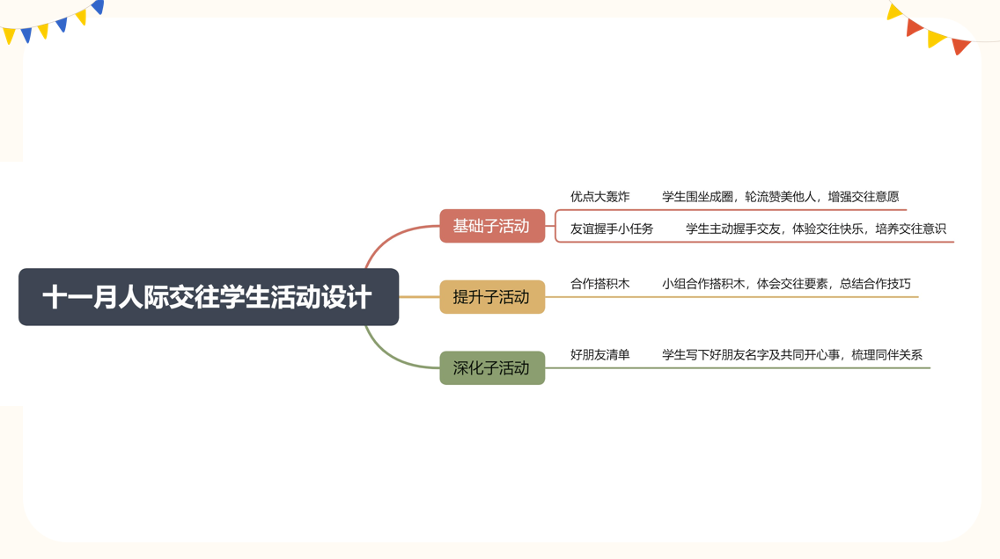 优点大轰炸 学生围坐成圈，轮流赞美他人，增强交往意愿
基础子活动
友谊握手小任务 学生主动握手交友，体验交往快乐，培养交往意识
十一月人际交往学生活动设计
提升子活动
合作搭积木 小组合作搭积木，体会交往要素，总结合作技巧
深化子活动
好朋友清单 学生写下好朋友名字及共同开心事，梳理同伴关系